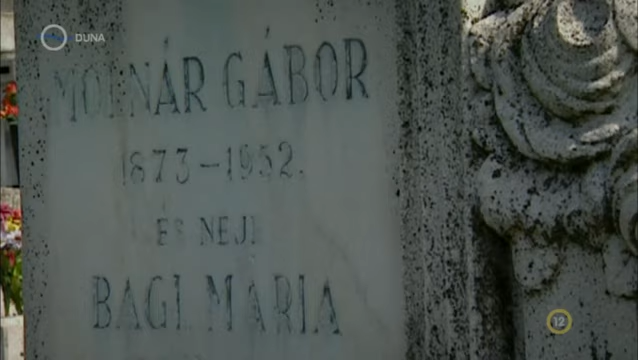 DUNA
MOLNÁR GÁBOR
1873-1952.
ÉS NEJE
BAGI MÁRIA
12